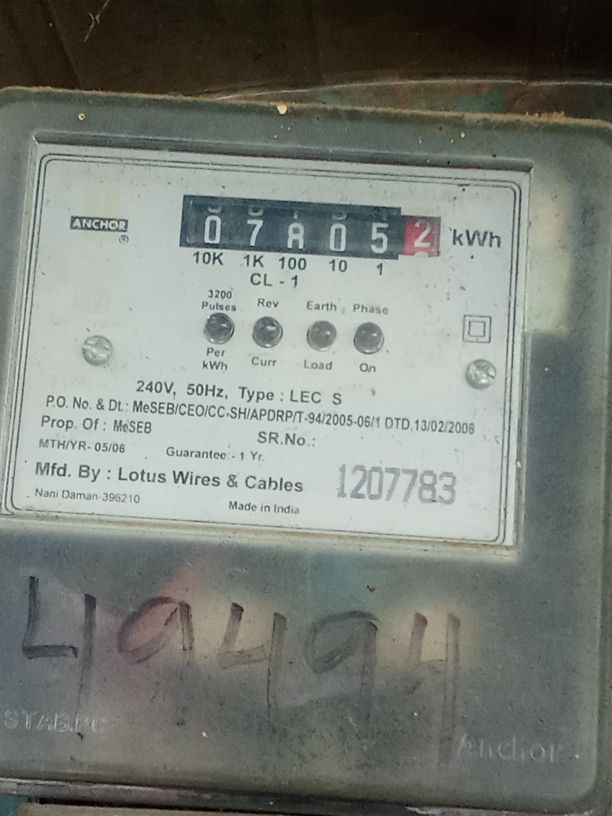 ANCHOR
®
07805 2 kWh
10K 1K 100 10 1
CL - 1
3200 Pulses Rev Earth Phase
Per kWh Curr Load On
240V, 50Hz, Type : LEC S
P.O. No. & Dt.: MeSEB/CEO/CC-SH/APDRP/T-94/2005-06/1 DTD.13/02/2006
Prop. Of : MeSEB
SR.No.:
MTH/YR- 05/06
Guarantee:- 1 Yr.
Mfd. By : Lotus Wires & Cables
1207783
Nani Daman-396210
Made in India
49494
Anchor